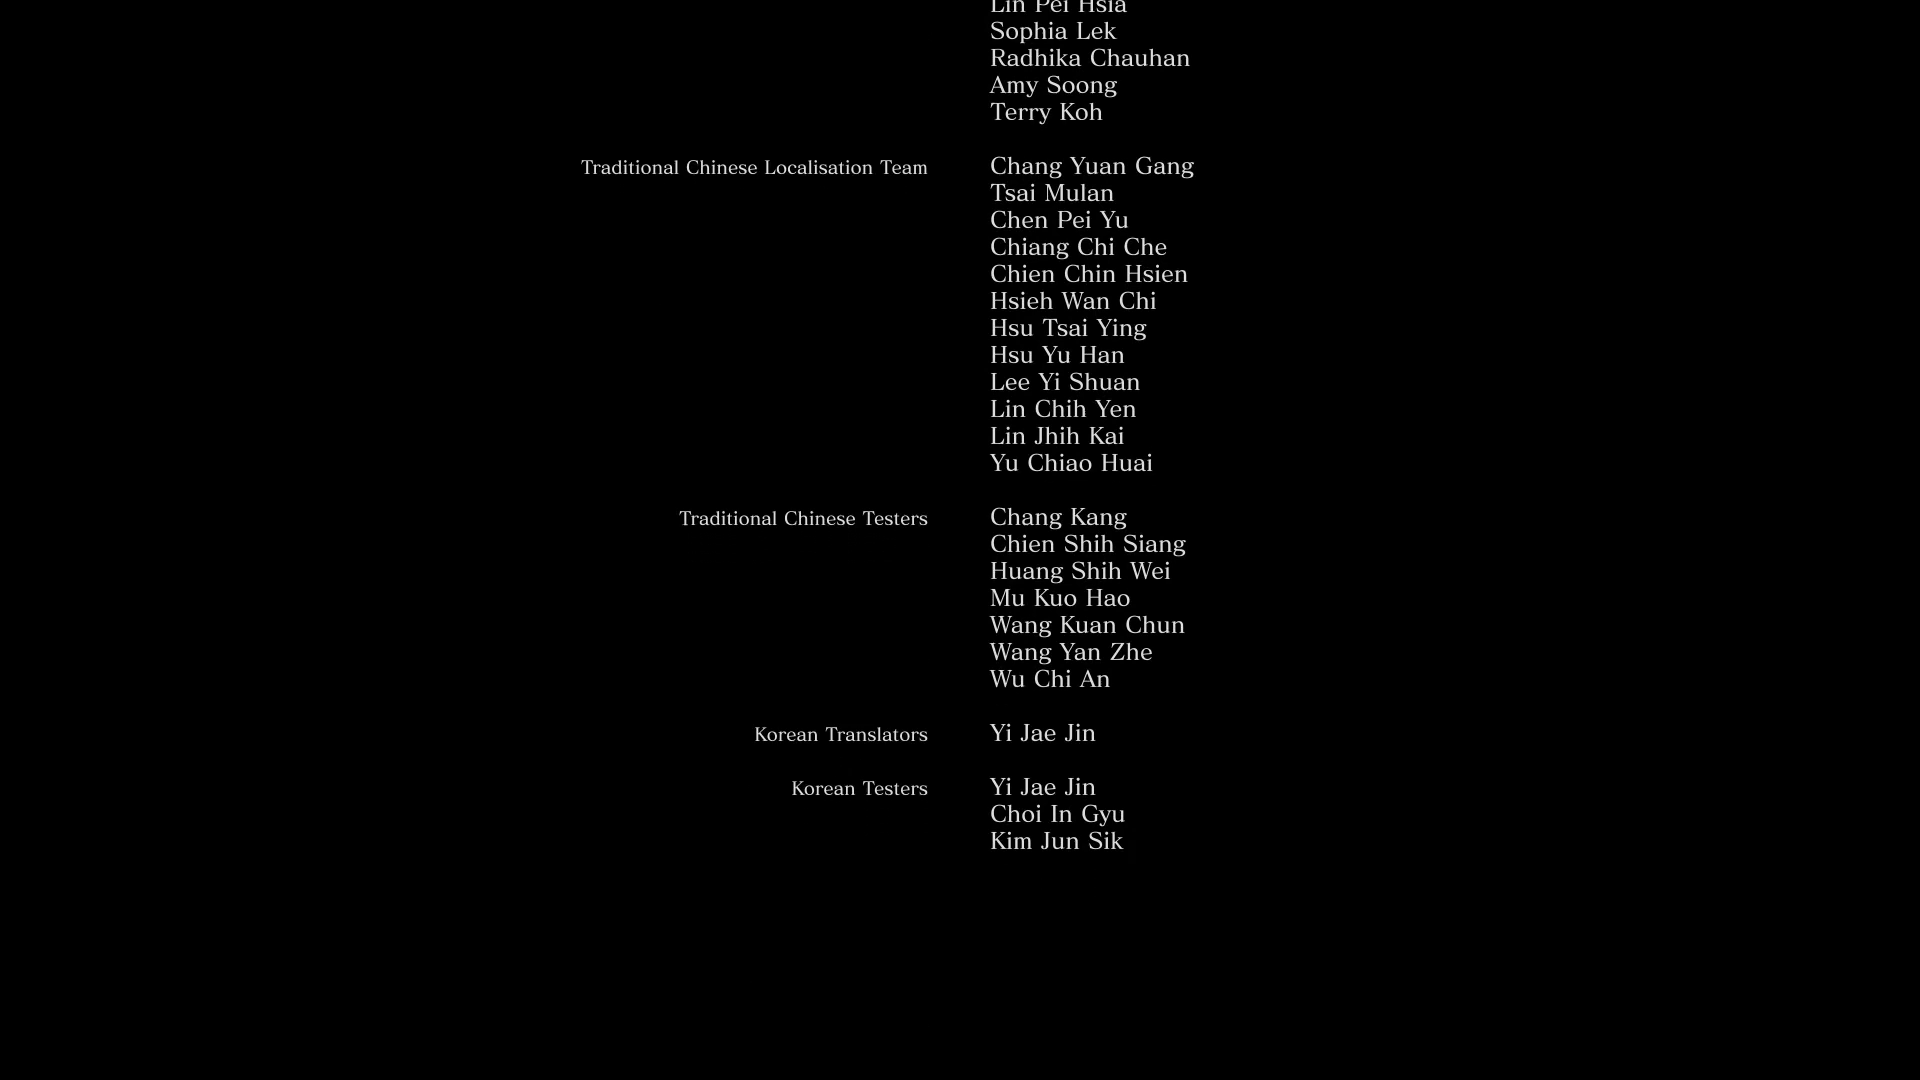 Lin Pei Hsia
Sophia Lek
Radhika Chauhan
Amy Soong
Terry Koh
Traditional Chinese Localisation Team Chang Yuan Gang
Tsai Mulan
Chen Pei Yu
Chiang Chi Che
Chien Chin Hsien
Hsieh Wan Chi
Hsu Tsai Ying
Hsu Yu Han
Lee Yi Shuan
Lin Chih Yen
Lin Jhih Kai
Yu Chiao Huai
Traditional Chinese Testers Chang Kang
Chien Shih Siang
Huang Shih Wei
Mu Kuo Hao
Wang Kuan Chun
Wang Yan Zhe
Wu Chi An
Korean Translators Yi Jae Jin
Korean Testers Yi Jae Jin
Choi In Gyu
Kim Jun Sik